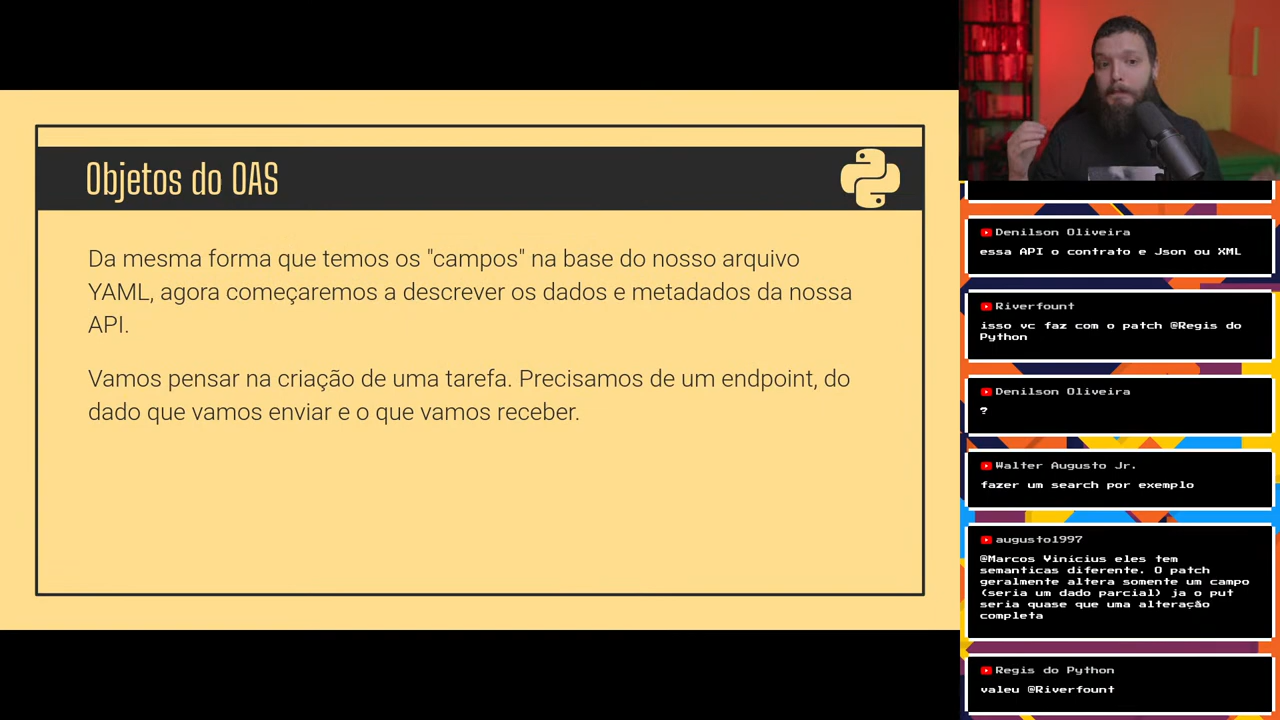 Objetos do OAS
Da mesma forma que temos os "campos" na base do nosso arquivo
YAML, agora começaremos a descrever os dados e metadados da nossa
API.
Vamos pensar na criação de uma tarefa. Precisamos de um endpoint, do
dado que vamos enviar e o que vamos receber.
Denilson Oliveira
essa API o contrato e Json ou XML
Riverfount
isso vc faz com o patch @Regis do
Python
Denilson Oliveira
?
Walter Augusto Jr.
fazer um search por exemplo
augusto1997
@Marcos Vinícius eles tem
semanticas diferente. O patch
geralmente altera somente um campo
(seria um dado parcial) ja o put
seria quase que uma alteração
completa
Regis do Python
valeu @Riverfount